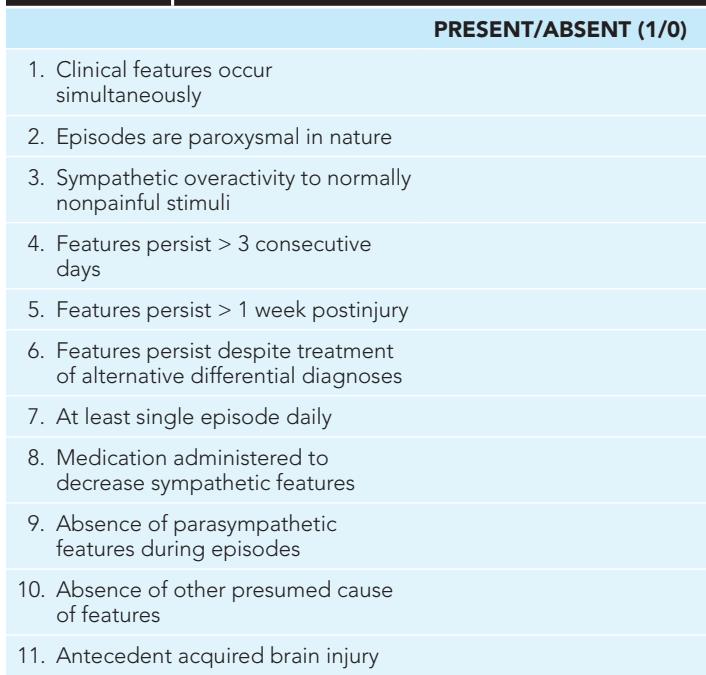 PRESENT/ABSENT (1/0)
1. Clinical features occur
simultaneously
2. Episodes are paroxysmal in nature
3. Sympathetic overactivity to normally
nonpainful stimuli
4. Features persist > 3 consecutive
days
5. Features persist > 1 week postinjury
6. Features persist despite treatment
of alternative differential diagnoses
7. At least single episode daily
8. Medication administered to
decrease sympathetic features
9. Absence of parasympathetic
features during episodes
10. Absence of other presumed cause
of features
11. Antecedent acquired brain injury